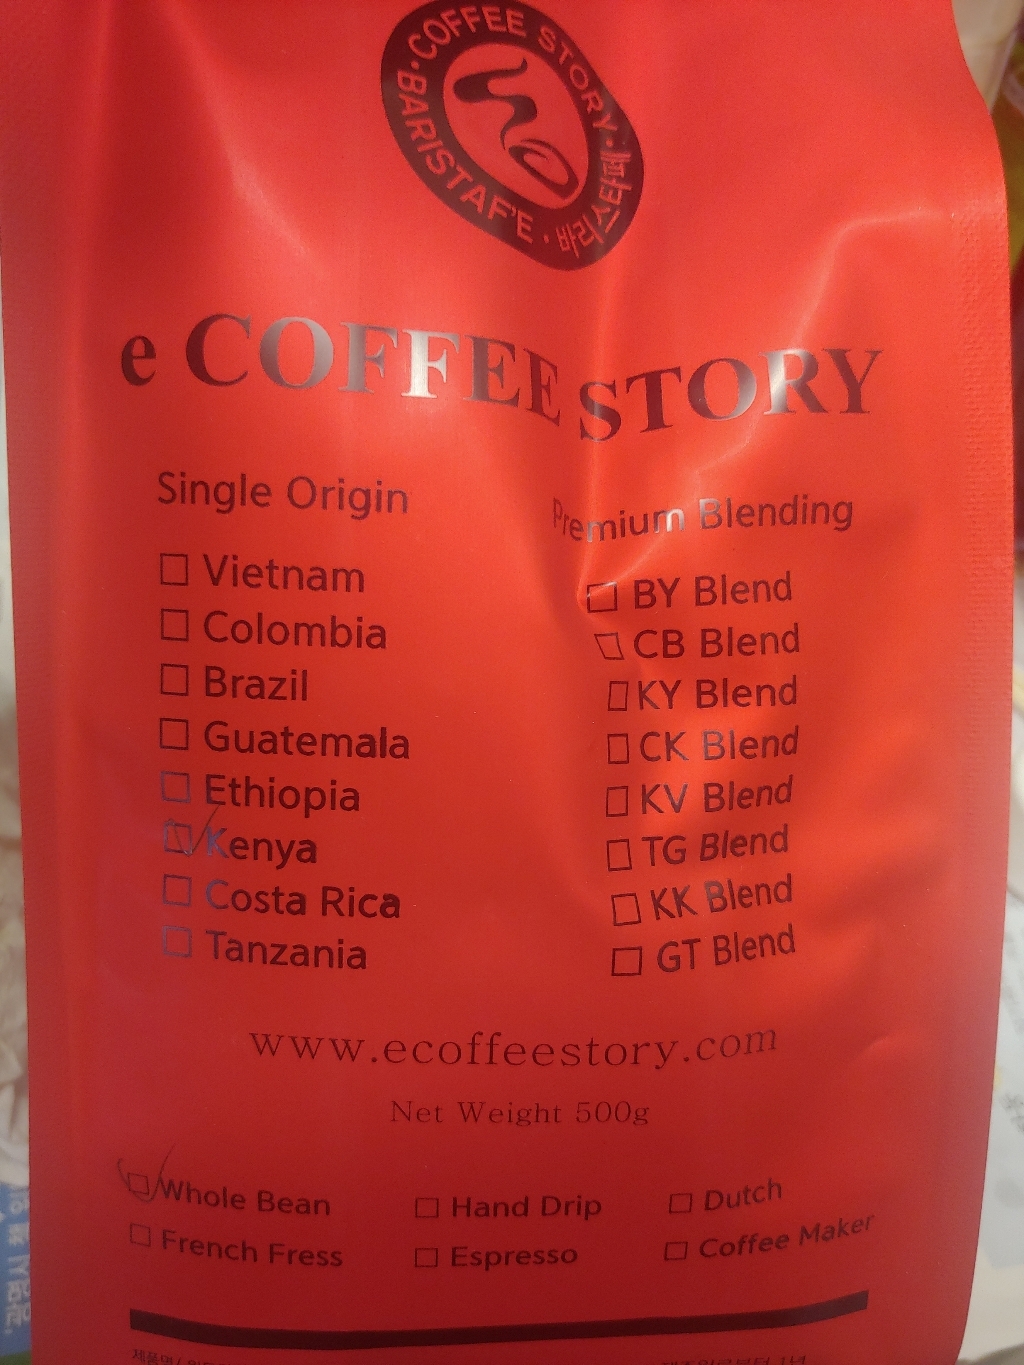 COFFEE STORY · 바리스타프 · BARISTAF'E ·
e COFFEE STORY
Single Origin
Vietnam
Colombia
Brazil
Guatemala
Ethiopia
Kenya
Costa Rica
Tanzania
Premium Blending
BY Blend
CB Blend
KY Blend
CK Blend
KV Blend
TG Blend
KK Blend
GT Blend
www.ecoffeestory.com
Net Weight 500g
Whole Bean
Hand Drip
Dutch
French Fress
Espresso
Coffee Maker